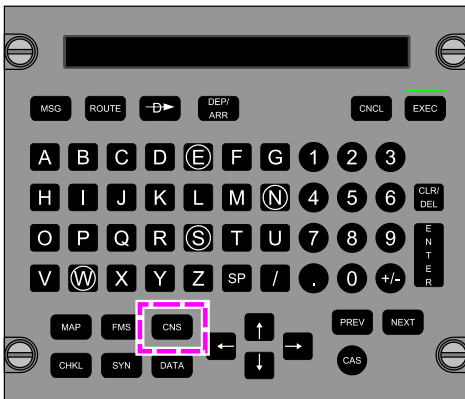 MSG ROUTE D DEP/ARR CNCL EXEC
A B C D E F G 1 2 3
H I J K L M N 4 5 6 CLR/DEL
O P Q R S T U 7 8 9 ENTER
V W X Y Z SP / . 0 +/-
MAP FMS CNS PREV NEXT
CHKL SYN DATA CAS